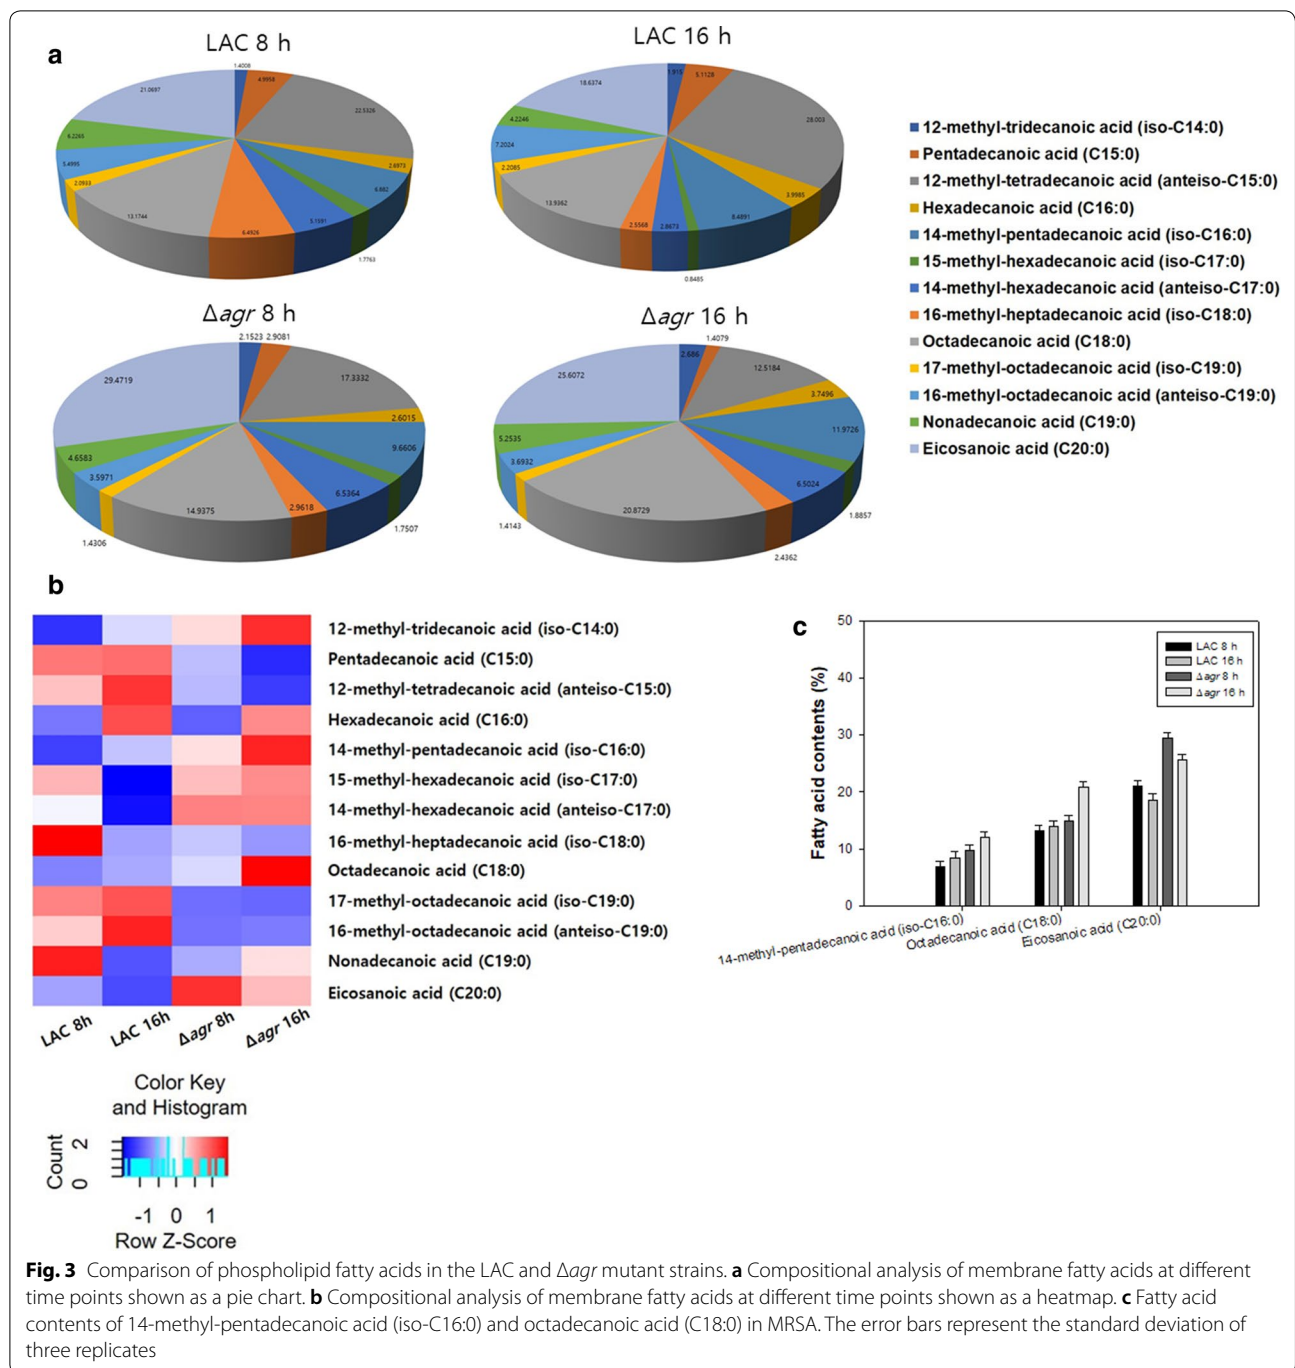 a
LAC 8 h
1.4008
4.9958
22.5326
2.6973
6.882
1.7763
5.1591
6.4926
13.1744
2.0933
5.4995
6.2265
21.0687
LAC 16 h
1.915
5.1128
28.003
3.9985
8.4891
0.8485
2.8673
2.5568
13.9362
2.2085
7.2024
4.2246
18.6374
Δagr 8 h
2.1523
2.9081
17.3332
2.6015
9.6606
1.7507
6.5364
2.9618
14.9375
1.4306
3.5971
4.6583
29.4719
Δagr 16 h
2.686
1.4079
12.5184
3.7496
11.9726
1.8857
6.5024
2.4362
20.8729
1.4143
3.6932
5.2535
25.6072
12-methyl-tridecanoic acid (iso-C14:0)
Pentadecanoic acid (C15:0)
12-methyl-tetradecanoic acid (anteiso-C15:0)
Hexadecanoic acid (C16:0)
14-methyl-pentadecanoic acid (iso-C16:0)
15-methyl-hexadecanoic acid (iso-C17:0)
14-methyl-hexadecanoic acid (anteiso-C17:0)
16-methyl-heptadecanoic acid (iso-C18:0)
Octadecanoic acid (C18:0)
17-methyl-octadecanoic acid (iso-C19:0)
16-methyl-octadecanoic acid (anteiso-C19:0)
Nonadecanoic acid (C19:0)
Eicosanoic acid (C20:0)
b
12-methyl-tridecanoic acid (iso-C14:0)
Pentadecanoic acid (C15:0)
12-methyl-tetradecanoic acid (anteiso-C15:0)
Hexadecanoic acid (C16:0)
14-methyl-pentadecanoic acid (iso-C16:0)
15-methyl-hexadecanoic acid (iso-C17:0)
14-methyl-hexadecanoic acid (anteiso-C17:0)
16-methyl-heptadecanoic acid (iso-C18:0)
Octadecanoic acid (C18:0)
17-methyl-octadecanoic acid (iso-C19:0)
16-methyl-octadecanoic acid (anteiso-C19:0)
Nonadecanoic acid (C19:0)
Eicosanoic acid (C20:0)
LAC 8h
LAC 16h
Δagr 8h
Δagr 16h
Color Key
and Histogram
Count
0 2
-1 0 1
Row Z-Score
c
Fatty acid contents (%)
50
40
30
20
10
0
LAC 8 h
LAC 16 h
Δagr 8 h
Δagr 16 h
14-methyl-pentadecanoic acid (iso-C16:0)
Octadecanoic acid (C18:0)
Eicosanoic acid (C20:0)
Fig. 3 Comparison of phospholipid fatty acids in the LAC and Δagr mutant strains. a Compositional analysis of membrane fatty acids at different
time points shown as a pie chart. b Compositional analysis of membrane fatty acids at different time points shown as a heatmap. c Fatty acid
contents of 14-methyl-pentadecanoic acid (iso-C16:0) and octadecanoic acid (C18:0) in MRSA. The error bars represent the standard deviation of
three replicates